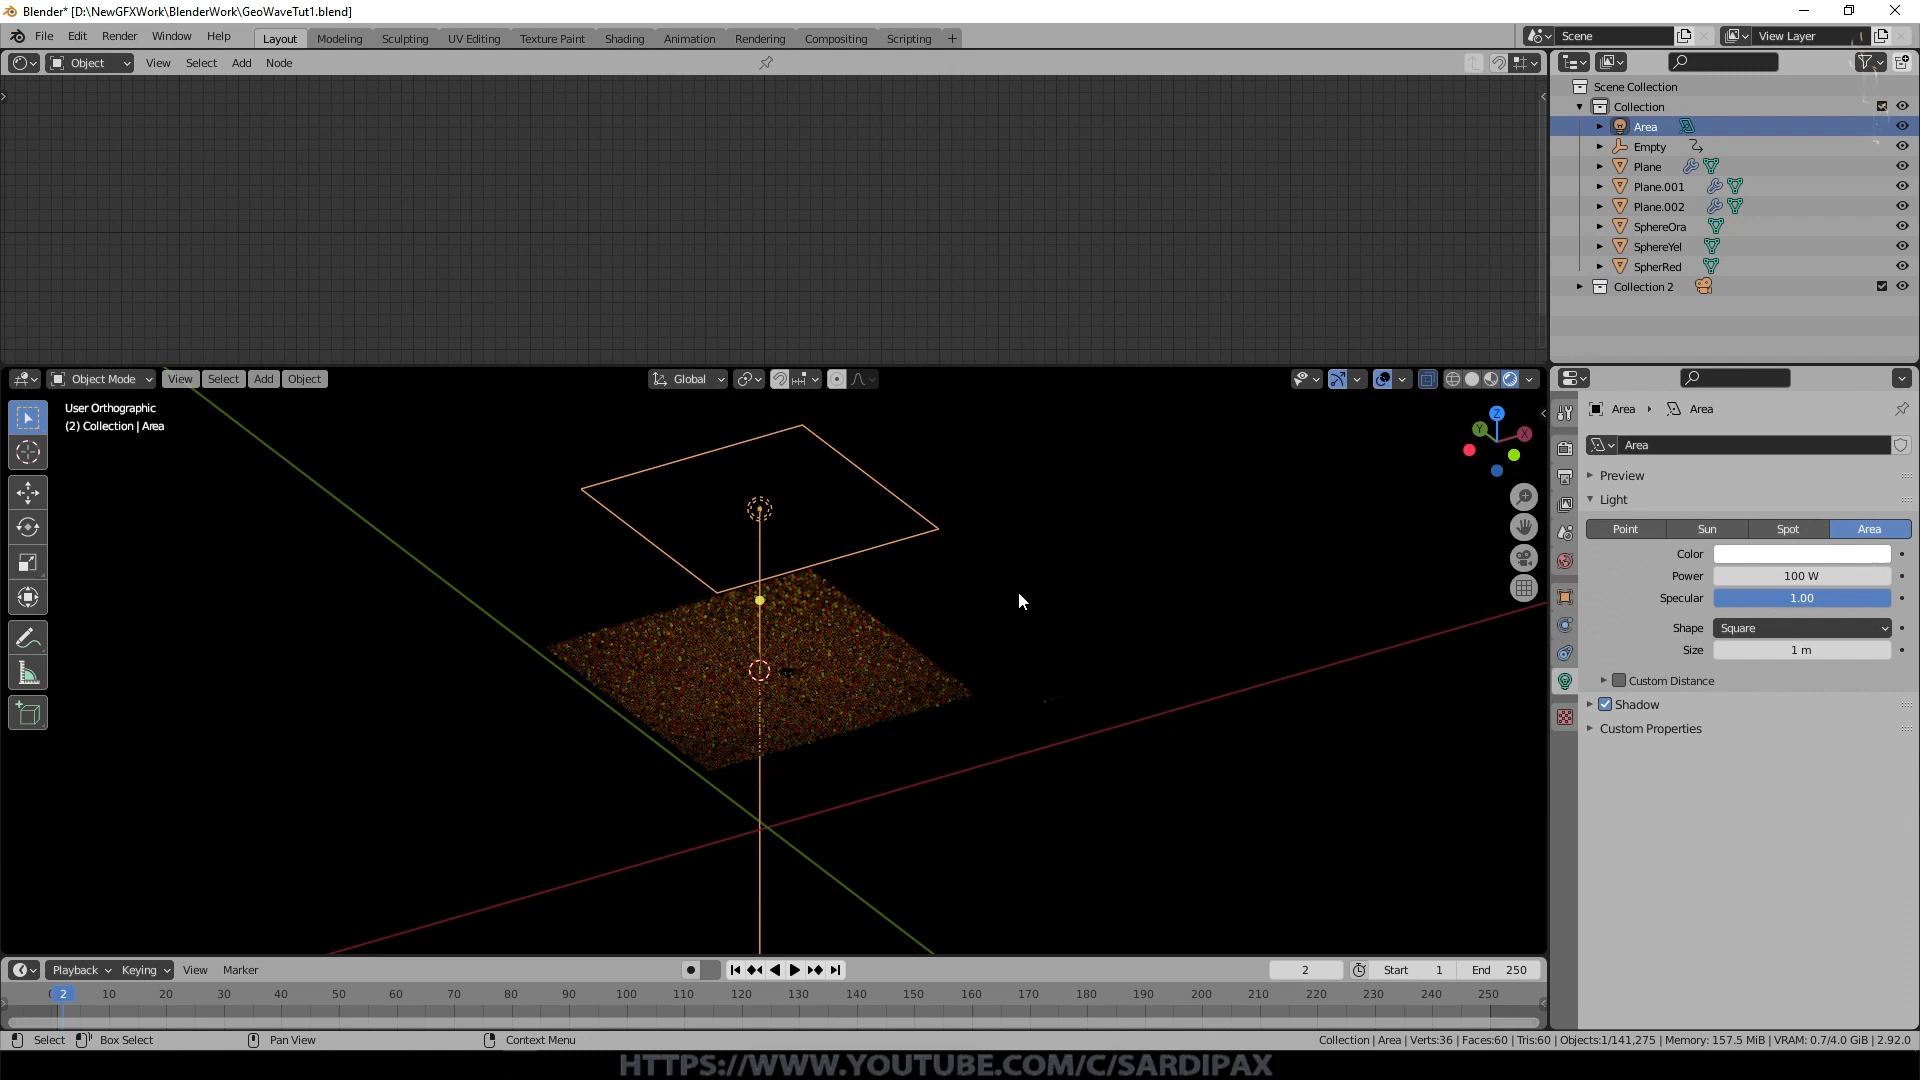 Blender* [D:\NewGFXWork\BlenderWork\GeoWaveTut1.blend]
File Edit Render Window Help Layout Modeling Sculpting UV Editing Texture Paint Shading Animation Rendering Compositing Scripting + Scene View Layer
Object View Select Add Node
Scene Collection
Collection
Area
Empty
Plane
Plane.001
Plane.002
SphereOra
SphereYel
SpherRed
Collection 2
Object Mode View Select Add Object Global
User Orthographic
(2) Collection | Area
Z
Y
X
Area Area
Area
Preview
Light
Point Sun Spot Area
Color
Power 100 W
Specular 1.00
Shape Square
Size 1 m
Custom Distance
Shadow
Custom Properties
Playback Keying View Marker 2 Start 1 End 250
2 10 20 30 40 50 60 70 80 90 100 110 120 130 140 150 160 170 180 190 200 210 220 230 240 250
Select Box Select Pan View Context Menu Collection | Area | Verts:36 | Faces:60 | Tris:60 | Objects:1/141,275 | Memory: 157.5 MiB | VRAM: 0.7/4.0 GiB | 2.92.0
HTTPS://WWW.YOUTUBE.COM/C/SARDIPAX